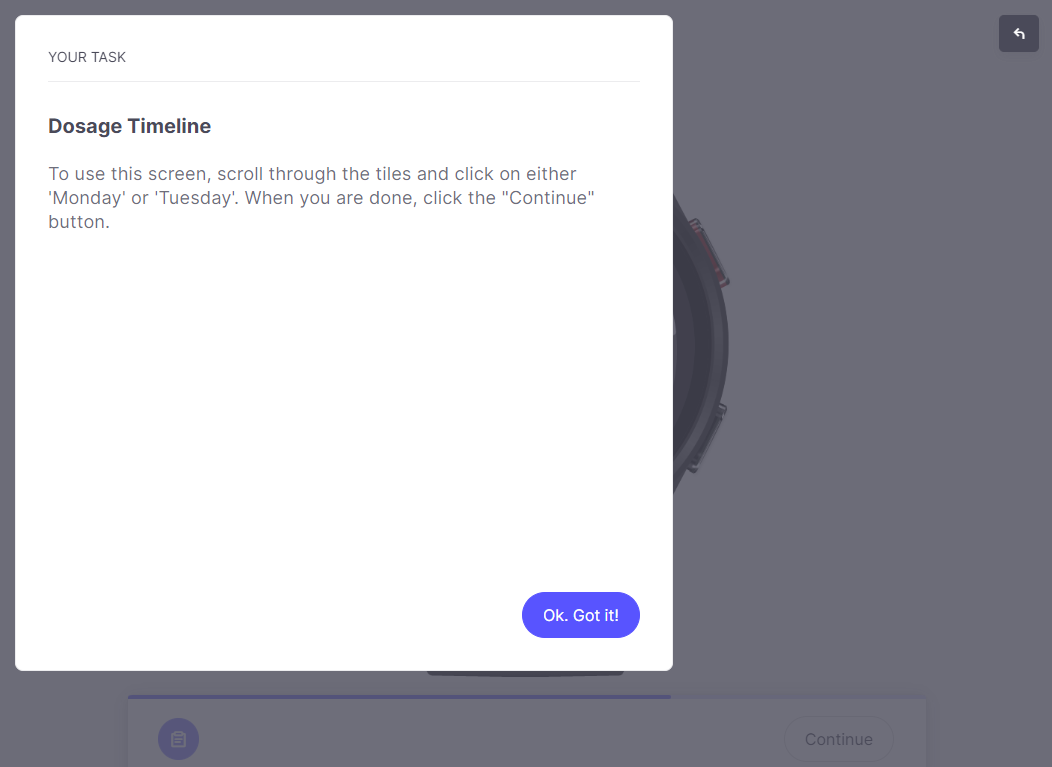 YOUR TASK
Dosage Timeline
To use this screen, scroll through the tiles and click on either
'Monday' or 'Tuesday'. When you are done, click the "Continue"
button.
Ok. Got it!
Continue